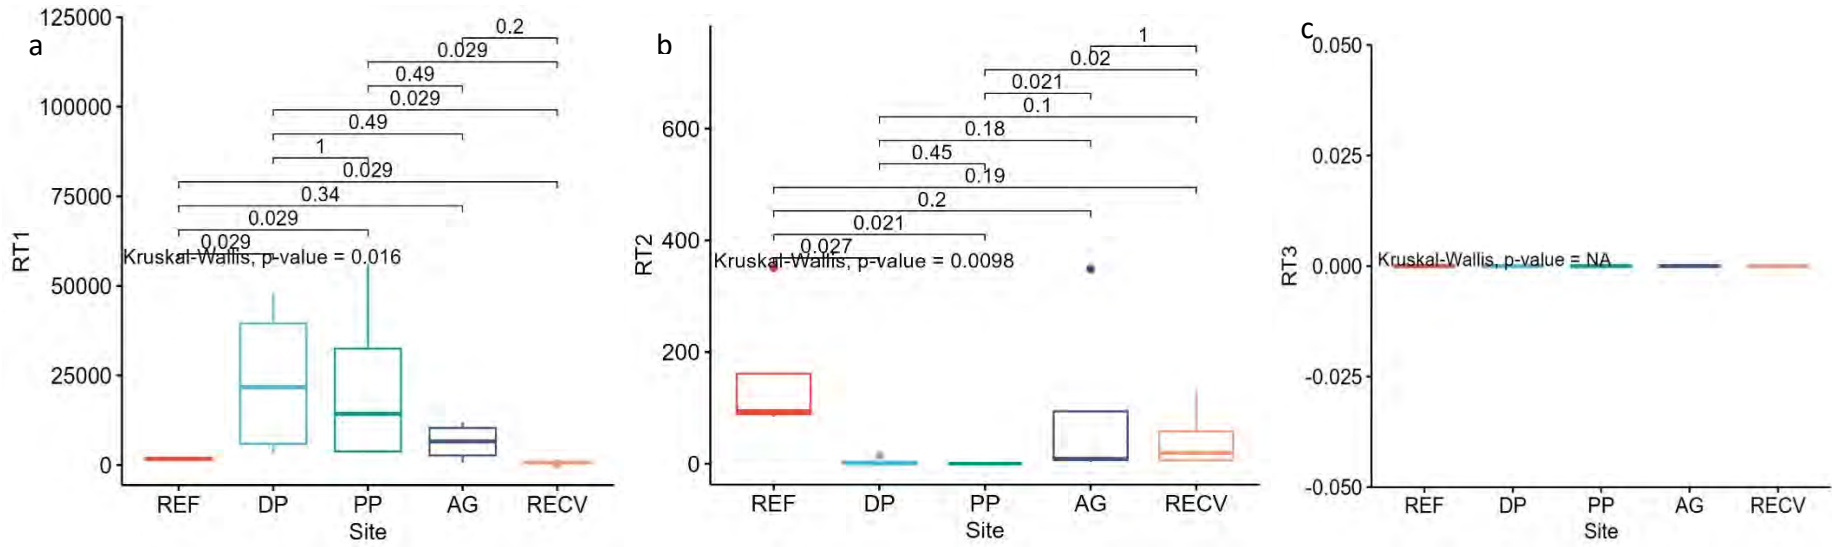 a
125000
100000
75000
50000
25000
0
RT1
0.2
0.029
0.49
0.029
0.49
1
0.029
0.34
0.029
0.029
Kruskal-Wallis, p-value = 0.016
REF DP PP AG RECV
Site
b
600
400
200
0
RT2
1
0.02
0.021
0.1
0.18
0.45
0.19
0.2
0.021
0.027
Kruskal-Wallis, p-value = 0.0098
REF DP PP AG RECV
Site
c
0.050
0.025
0.000
-0.025
-0.050
RT3
Kruskal-Wallis, p-value = NA
REF DP PP AG RECV
Site